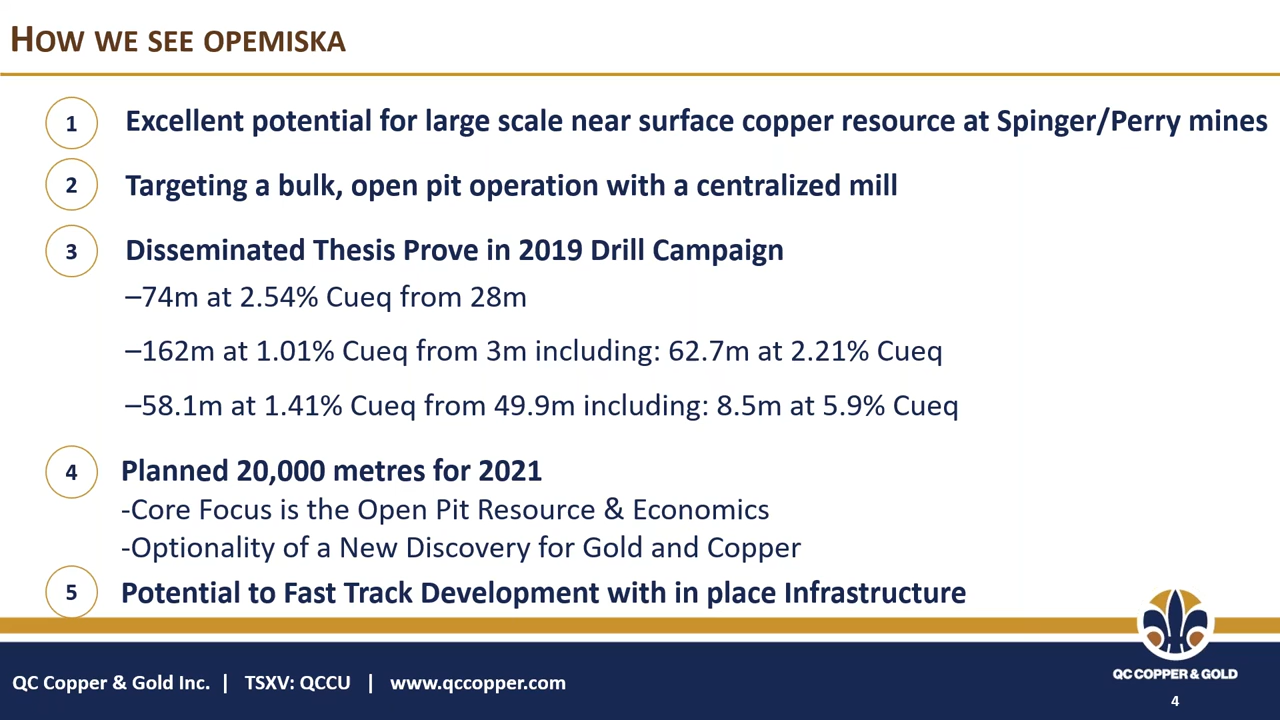 HOW WE SEE OPEMISKA
1 Excellent potential for large scale near surface copper resource at Spinger/Perry mines
2 Targeting a bulk, open pit operation with a centralized mill
3 Disseminated Thesis Prove in 2019 Drill Campaign
–74m at 2.54% Cueq from 28m
–162m at 1.01% Cueq from 3m including: 62.7m at 2.21% Cueq
–58.1m at 1.41% Cueq from 49.9m including: 8.5m at 5.9% Cueq
4 Planned 20,000 metres for 2021
-Core Focus is the Open Pit Resource & Economics
-Optionality of a New Discovery for Gold and Copper
5 Potential to Fast Track Development with in place Infrastructure
QC Copper & Gold Inc. | TSXV: QCCU | www.qccopper.com
QC COPPER & GOLD
4